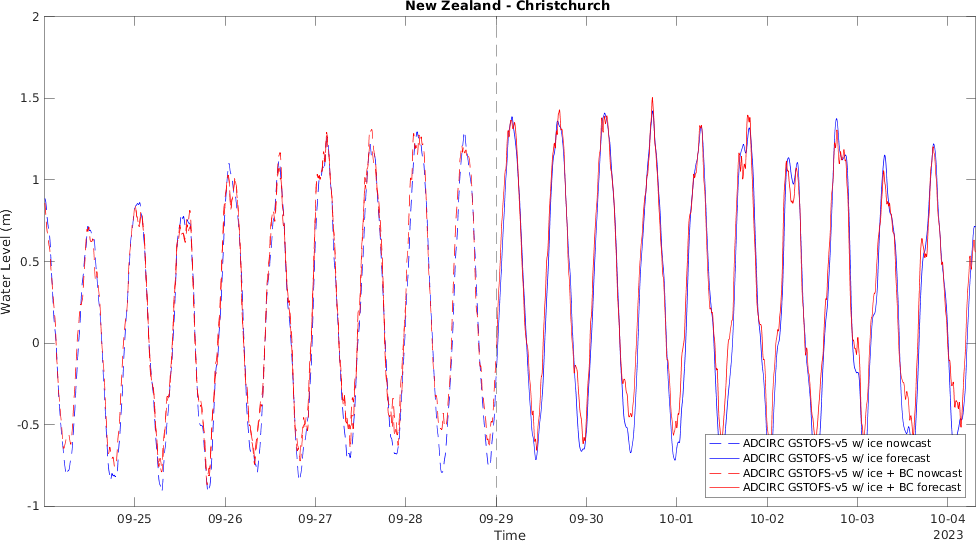 New Zealand - Christchurch
2
1.5
1
0.5
0
-0.5
-1
Water Level (m)
09-25 09-26 09-27 09-28 09-29 09-30 10-01 10-02 10-03 10-04
Time
2023
ADCIRC GSTOFS-v5 w/ ice nowcast
ADCIRC GSTOFS-v5 w/ ice forecast
ADCIRC GSTOFS-v5 w/ ice + BC nowcast
ADCIRC GSTOFS-v5 w/ ice + BC forecast